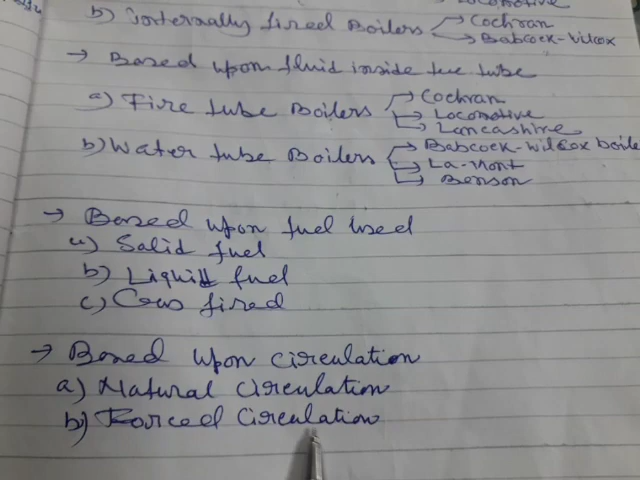 Locomotive
b) Internally fired Boilers Cochran
Babcock-Wilcox
→ Based upon fluid inside the tube
a) Fire tube Boilers Cochran
Locomotive
Lancashire
b) Water tube Boilers Babcock-Wilcox boile
La-Mont
Benson
→ Based upon fuel used
a) Solid fuel
b) Liquid fuel
c) Gas fired
→ Based upon circulation
a) Natural Circulation
b) Forced Circulation